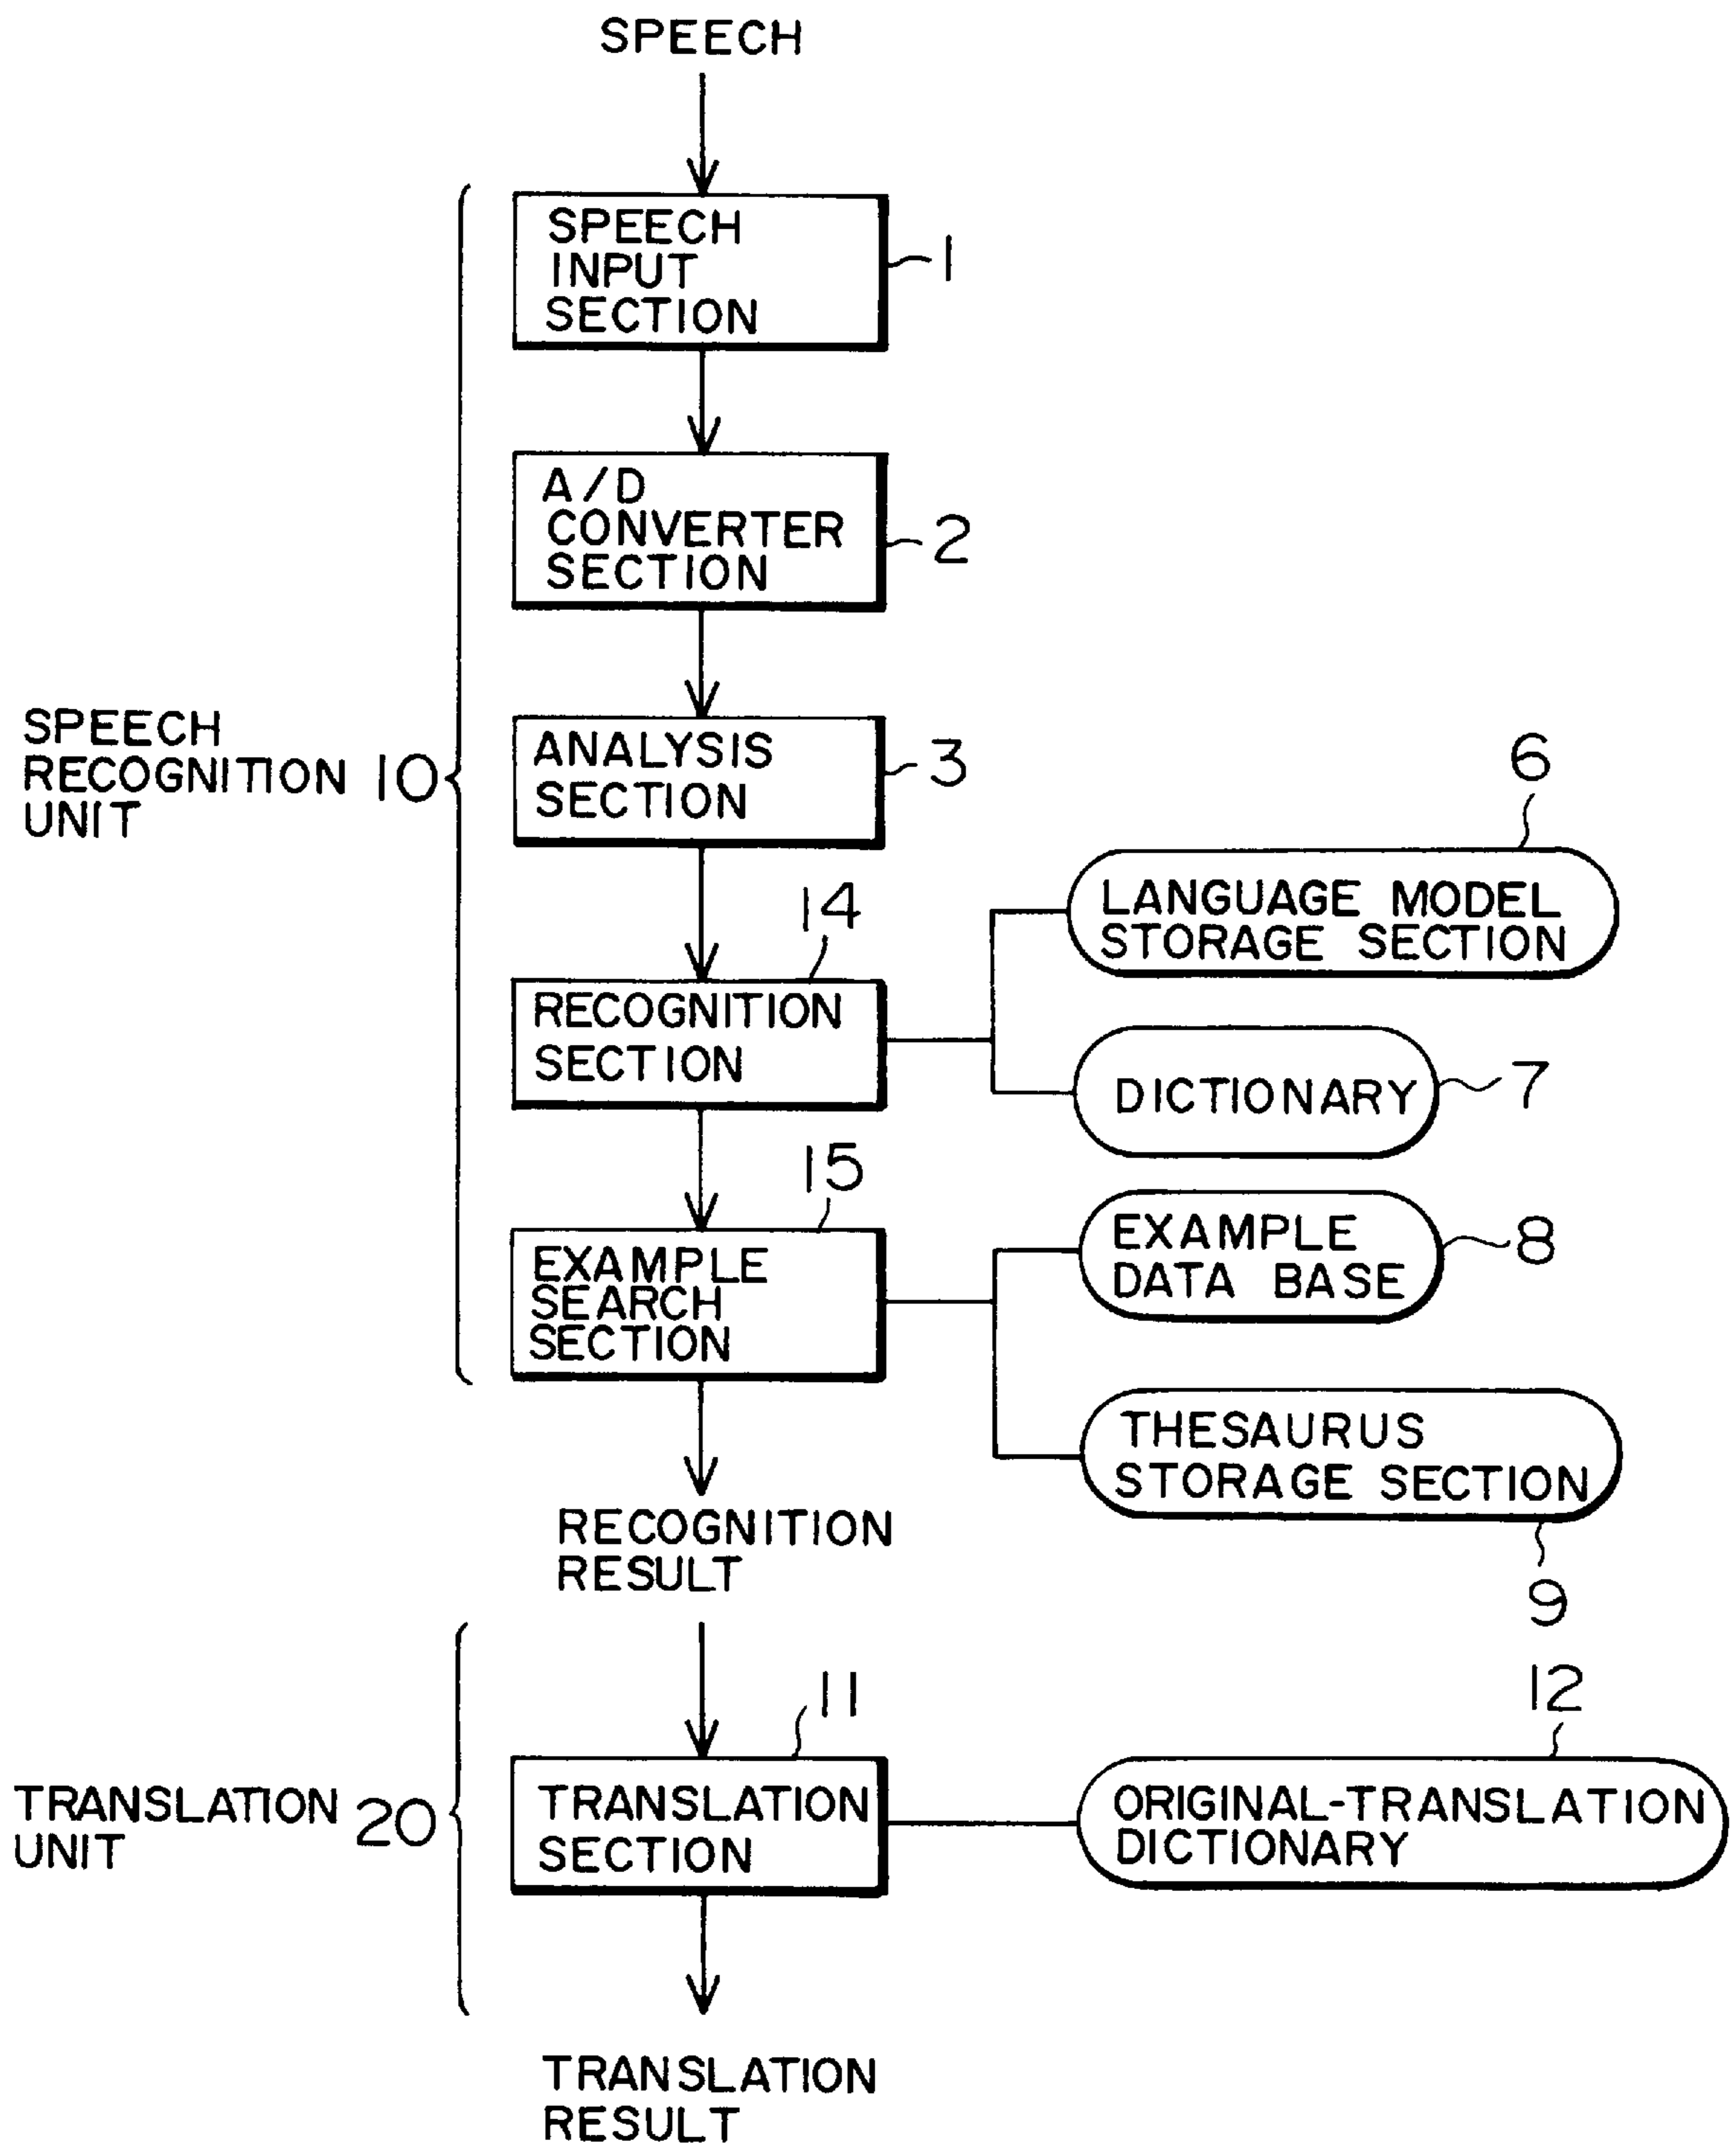 SPEECH
SPEECH
INPUT
SECTION
1
A/D
CONVERTER
SECTION
2
SPEECH
RECOGNITION 10
UNIT
ANALYSIS
SECTION
3
6
LANGUAGE MODEL
STORAGE SECTION
14
RECOGNITION
SECTION
DICTIONARY
7
15
EXAMPLE
SEARCH
SECTION
EXAMPLE
DATA BASE
8
THESAURUS
STORAGE SECTION
9
RECOGNITION
RESULT
TRANSLATION 20
UNIT
11
TRANSLATION
SECTION
12
ORIGINAL-TRANSLATION
DICTIONARY
TRANSLATION
RESULT